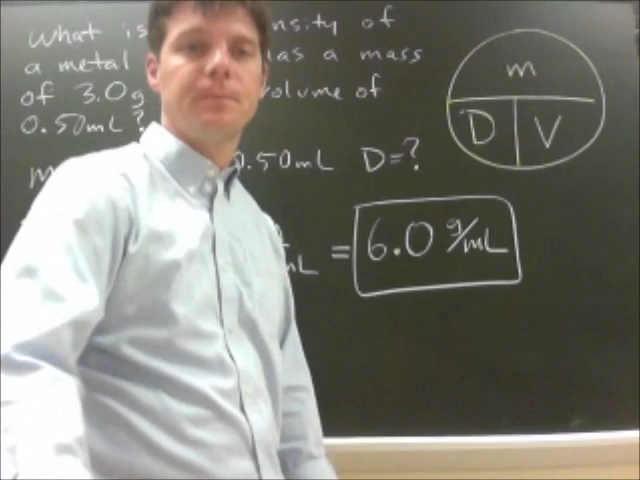 what is nsity of
a metal as a mass
of 3.0g olume of
0.50mL?
m 0.50mL D=?
mL = 6.0 g/mL
m
D V